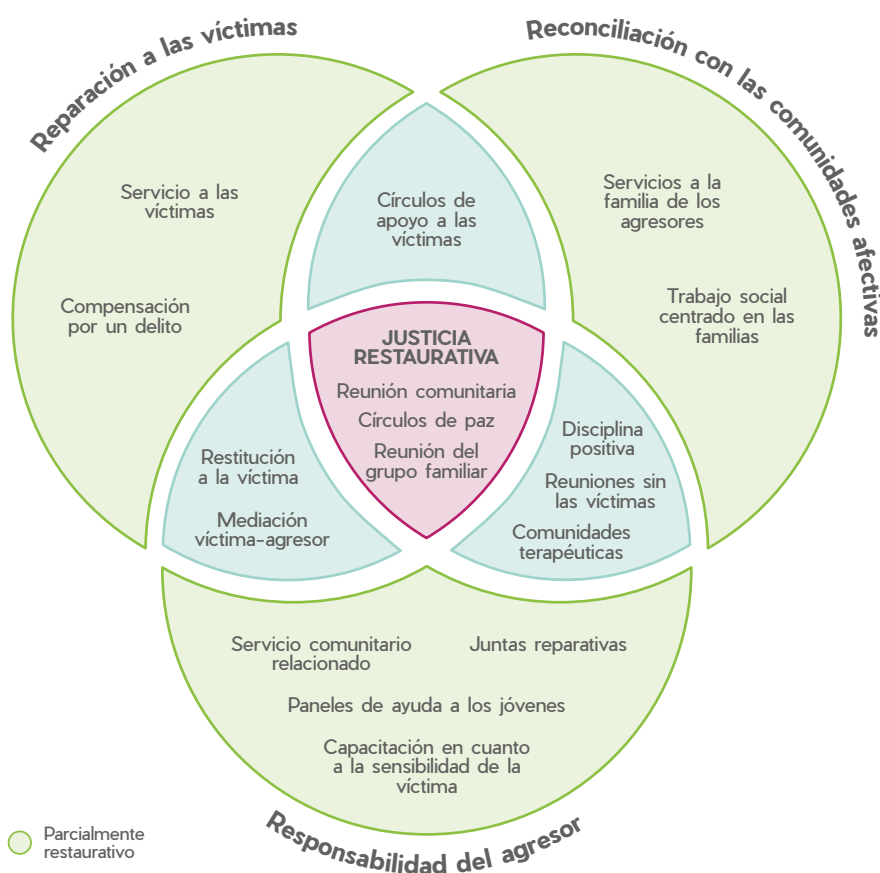 Reparación a las víctimas
Reconciliación con las comunidades afectivas
Servicio a las
víctimas
Compensación
por un delito
Círculos de
apoyo a las
víctimas
Servicios a la
familia de los
agresores
Trabajo social
centrado en las
familias
JUSTICIA
RESTAURATIVA
Reunión comunitaria
Círculos de paz
Reunión del
grupo familiar
Restitución
a la víctima
Mediación
víctima-agresor
Disciplina
positiva
Reuniones sin
las víctimas
Comunidades
terapéuticas
Servicio comunitario
relacionado
Juntas reparativas
Paneles de ayuda a los jóvenes
Capacitación en cuanto
a la sensibilidad de la
víctima
Responsabilidad del agresor
Parcialmente
restaurativo